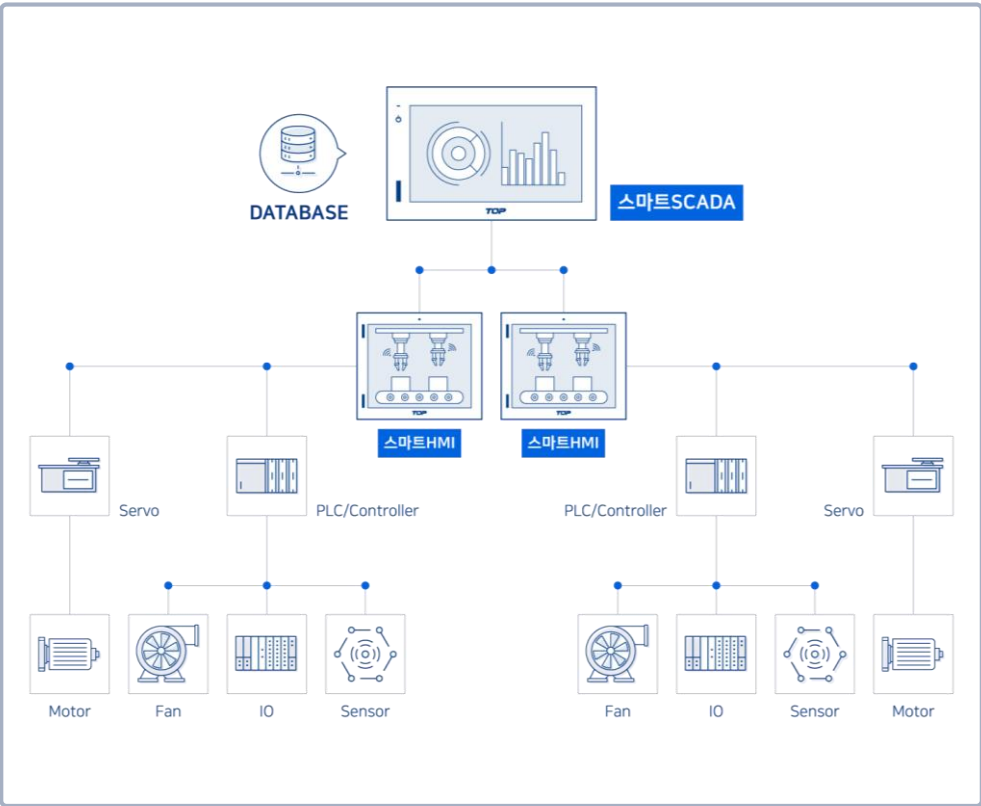 DATABASE
TOP
스마트SCADA
TOP
TOP
스마트HMI
스마트HMI
Servo
PLC/Controller
PLC/Controller
Servo
Motor
Fan
IO
Sensor
Fan
IO
Sensor
Motor